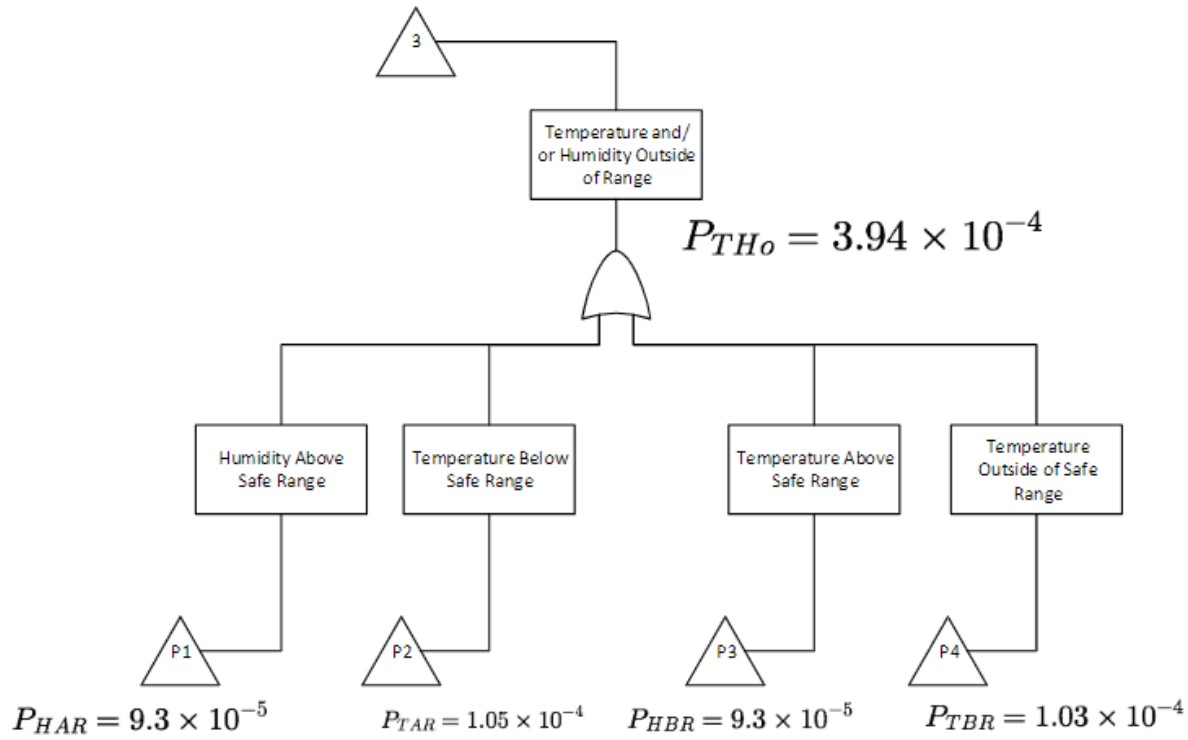 3
Temperature and/
or Humidity Outside
of Range
P_{THo} = 3.94 × 10^{-4}
Humidity Above
Safe Range
Temperature Below
Safe Range
Temperature Above
Safe Range
Temperature
Outside of Safe
Range
P1
P2
P3
P4
P_{HAR} = 9.3 × 10^{-5}
P_{TAR} = 1.05 × 10^{-4}
P_{HBR} = 9.3 × 10^{-5}
P_{TBR} = 1.03 × 10^{-4}